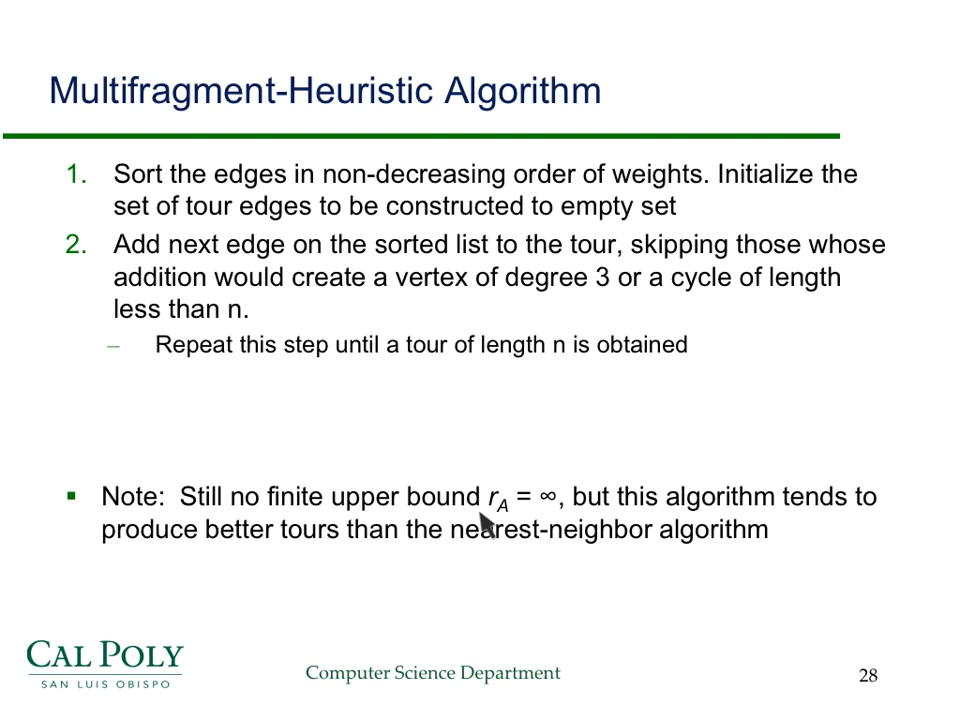 Multifragment-Heuristic Algorithm
1. Sort the edges in non-decreasing order of weights. Initialize the
set of tour edges to be constructed to empty set
2. Add next edge on the sorted list to the tour, skipping those whose
addition would create a vertex of degree 3 or a cycle of length
less than n.
– Repeat this step until a tour of length n is obtained
▪ Note: Still no finite upper bound r_A = ∞, but this algorithm tends to
produce better tours than the nearest-neighbor algorithm
CAL POLY
SAN LUIS OBISPO
Computer Science Department
28